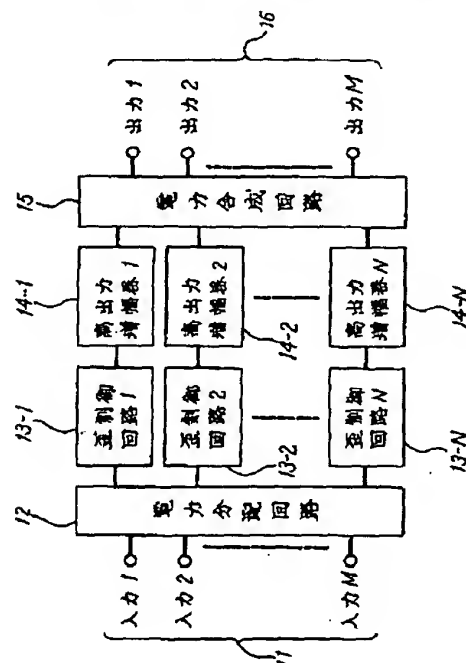 16
出力1
出力2
出力M
15
電力合成回路
14-1
高出力
増幅器1
高出力
増幅器2
14-2
高出力
増幅器N
14-N
13-1
歪制御
回路1
歪制御
回路2
13-2
歪制御
回路N
13-N
12
電力分配回路
入力1
入力2
入力M
11